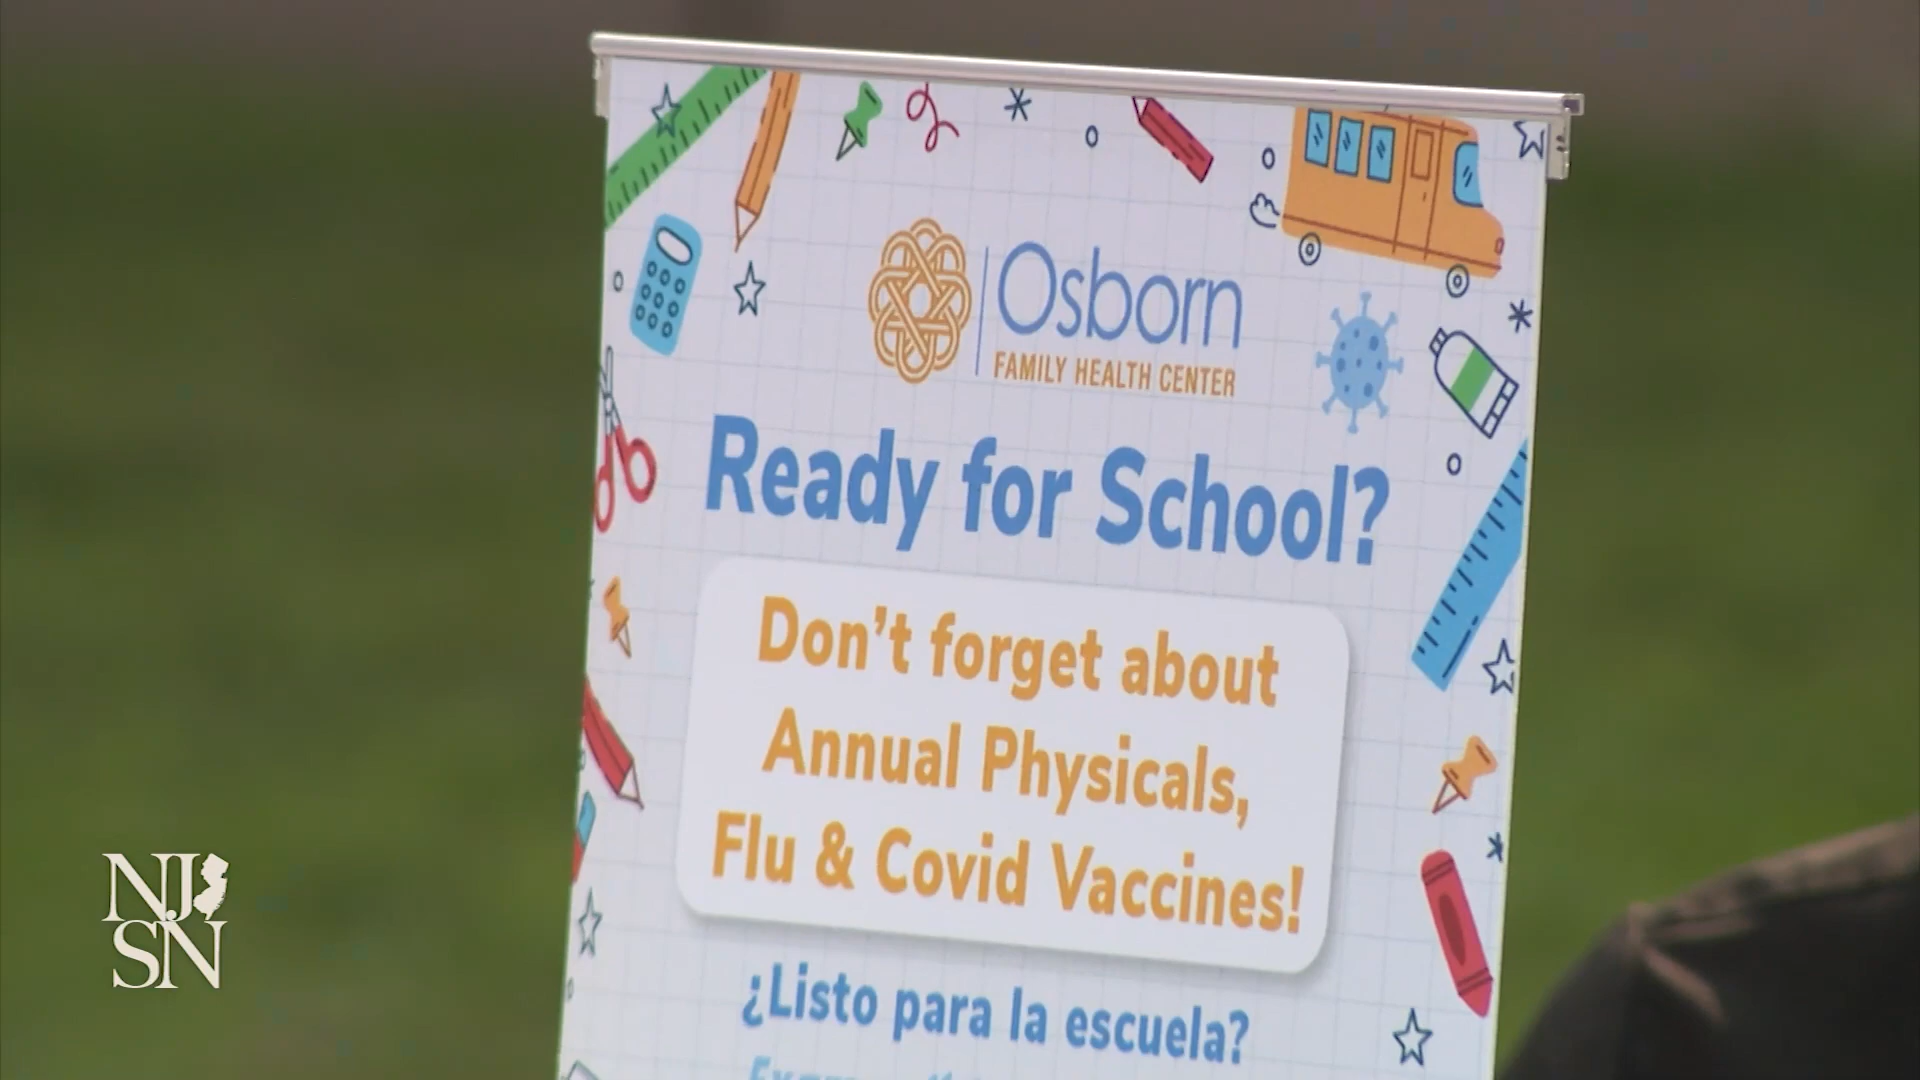 Osborn
FAMILY HEALTH CENTER
Ready for School?
Don't forget about
Annual Physicals,
Flu & Covid Vaccines!
¿Listo para la escuela?
NJ
SN